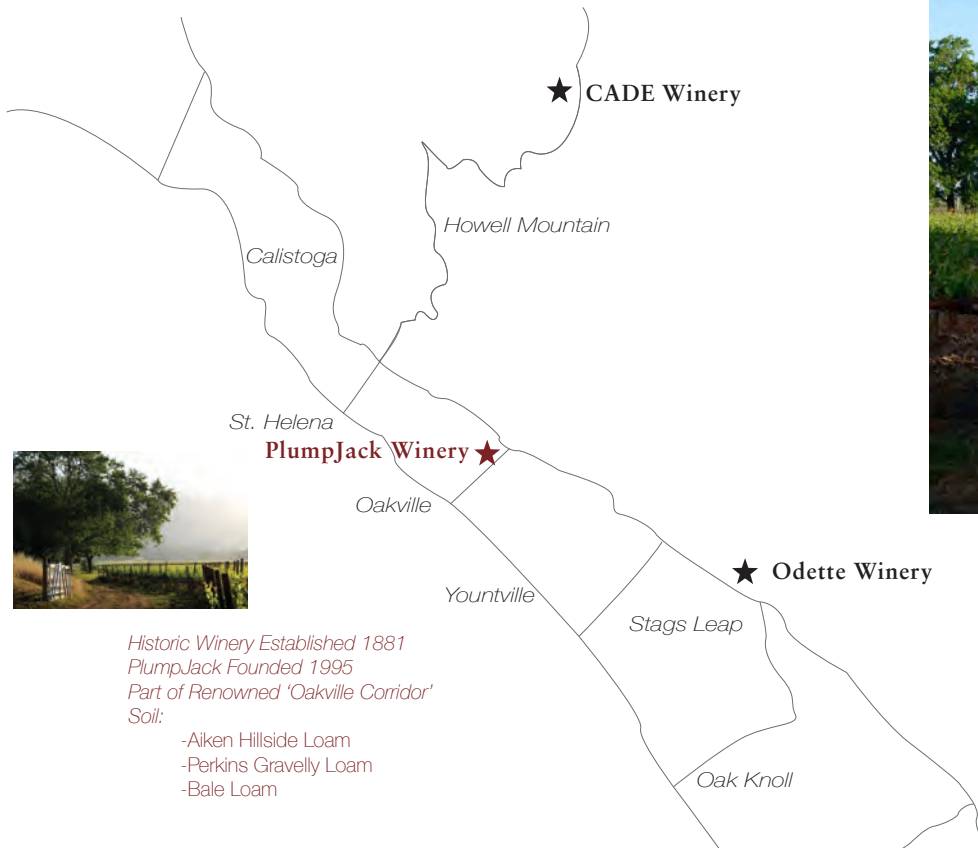 CADE Winery
Howell Mountain
Calistoga
St. Helena
PlumpJack Winery
Oakville
Yountville
Odette Winery
Stags Leap
Oak Knoll
Historic Winery Established 1881
PlumpJack Founded 1995
Part of Renowned ‘Oakville Corridor’
Soil:
-Aiken Hillside Loam
-Perkins Gravelly Loam
-Bale Loam